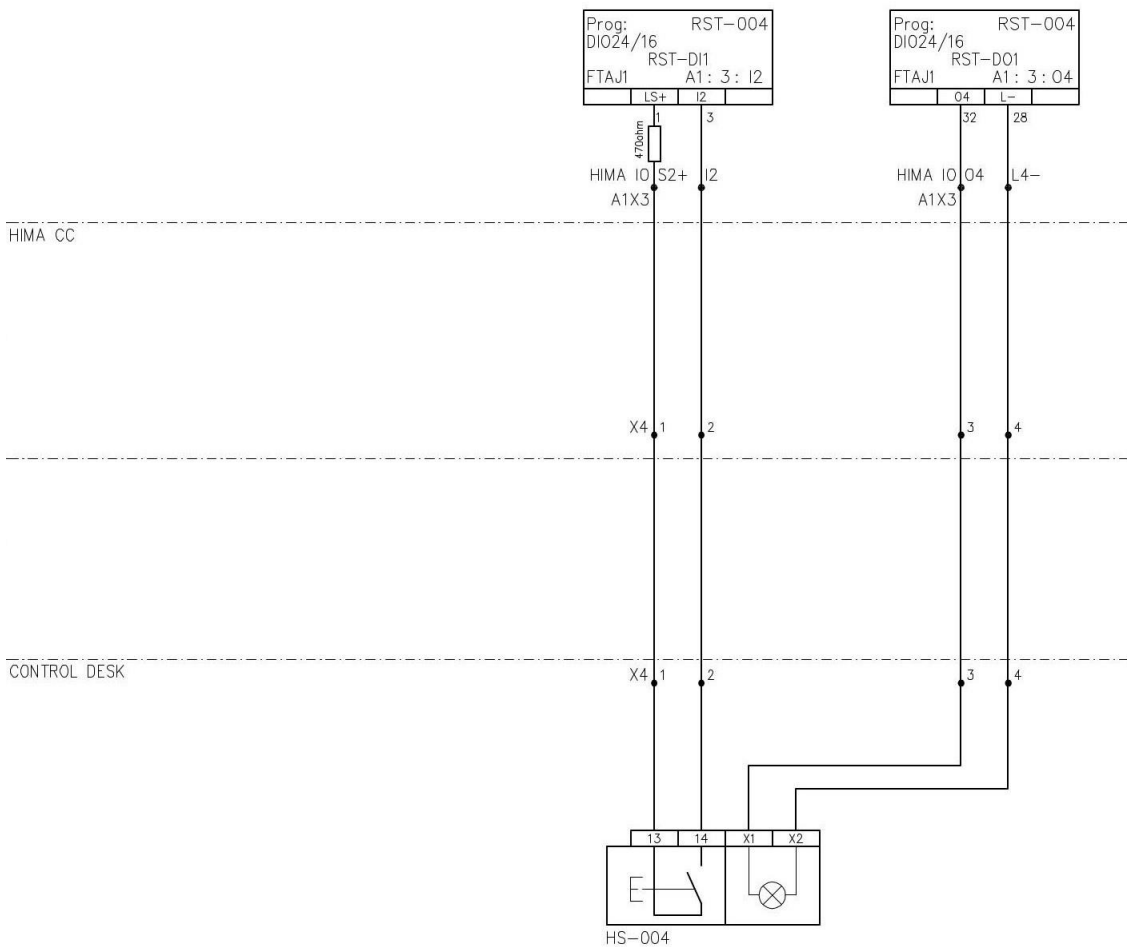 Prog: RST-004
DIO24/16
RST-DI1
FTAJ1 A1: 3: I2
LS+ I2
1 3
470ohm
HIMA IO S2+ I2
A1X3
Prog: RST-004
DIO24/16
RST-DO1
FTAJ1 A1: 3: O4
O4 L-
32 28
HIMA IO O4 L4-
A1X3
HIMA CC
X4 1 2 3 4
CONTROL DESK
X4 1 2 3 4
13 14 X1 X2
HS-004